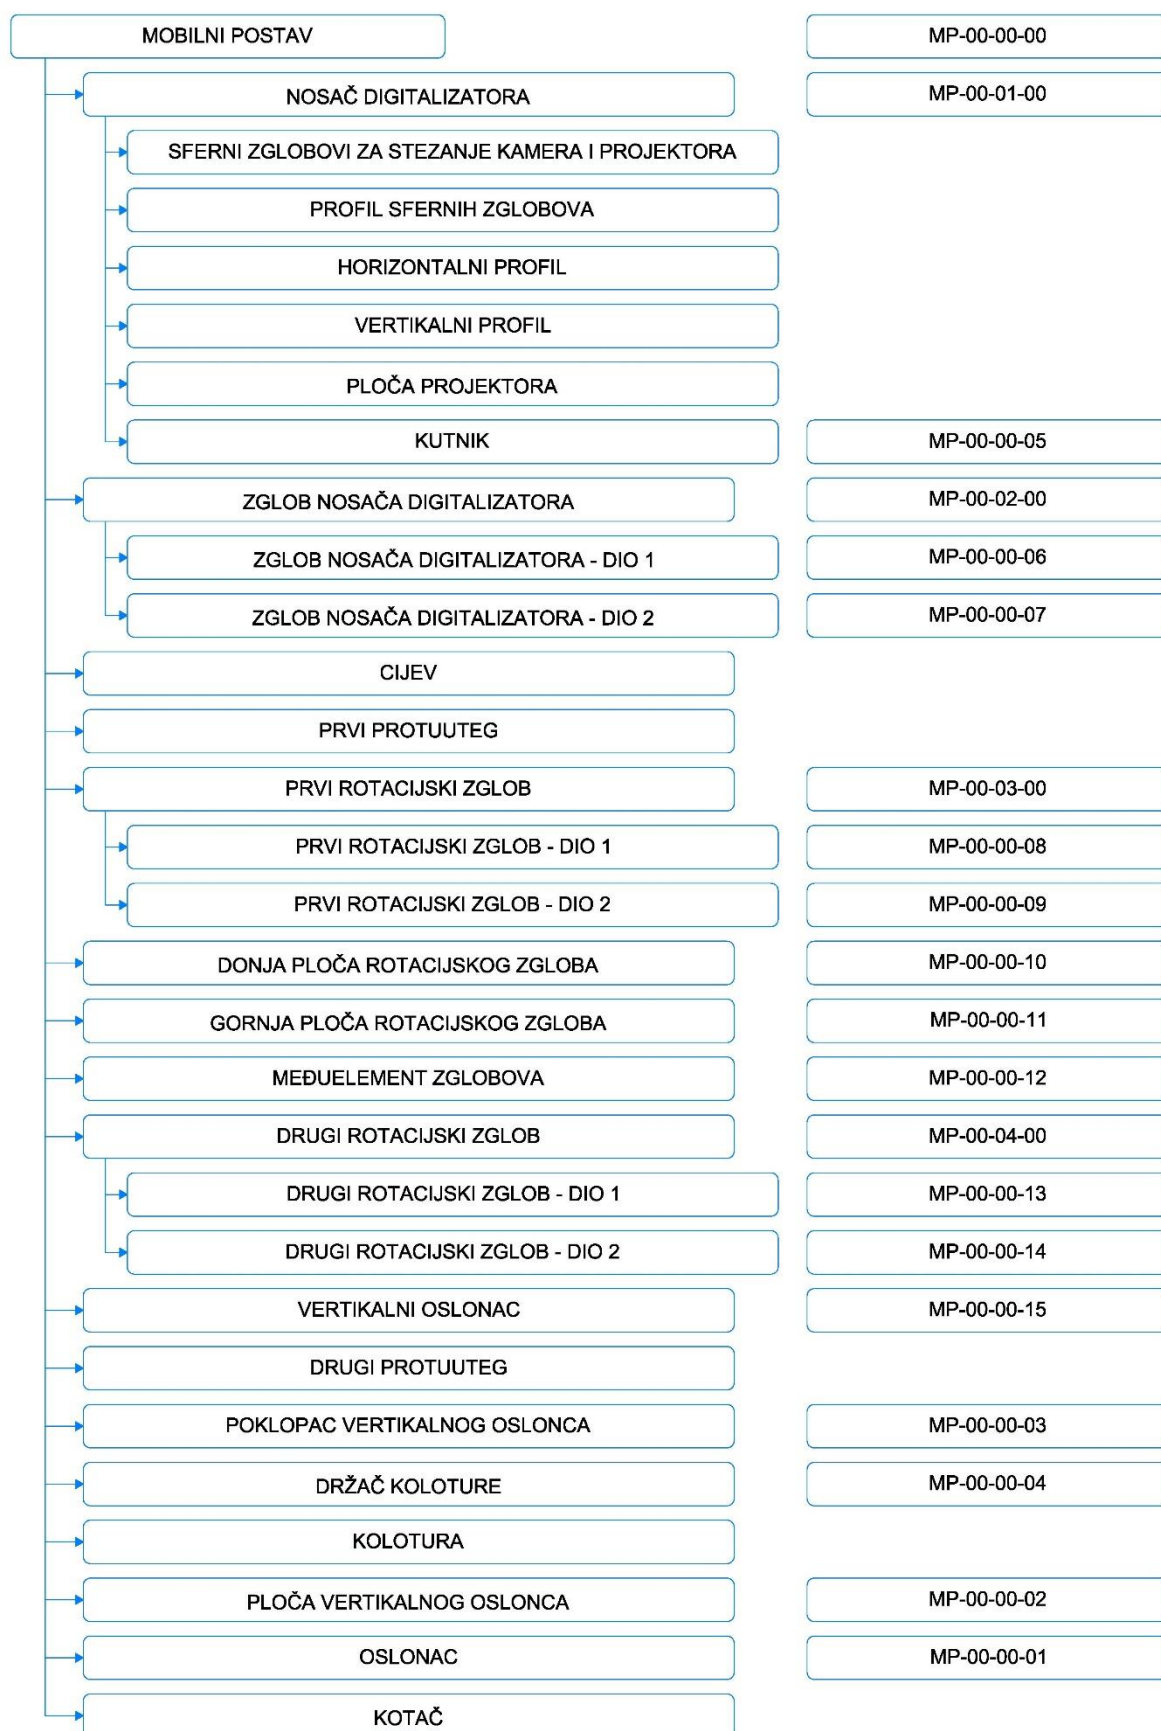 MOBILNI POSTAV MP-00-00-00
NOSAČ DIGITALIZATORA MP-00-01-00
SFERNI ZGLOBOVI ZA STEZANJE KAMERA I PROJEKTORA
PROFIL SFERNIH ZGLOBOVA
HORIZONTALNI PROFIL
VERTIKALNI PROFIL
PLOČA PROJEKTORA
KUTNIK MP-00-00-05
ZGLOB NOSAČA DIGITALIZATORA MP-00-02-00
ZGLOB NOSAČA DIGITALIZATORA - DIO 1 MP-00-00-06
ZGLOB NOSAČA DIGITALIZATORA - DIO 2 MP-00-00-07
CIJEV
PRVI PROTUUTEG
PRVI ROTACIJSKI ZGLOB MP-00-03-00
PRVI ROTACIJSKI ZGLOB - DIO 1 MP-00-00-08
PRVI ROTACIJSKI ZGLOB - DIO 2 MP-00-00-09
DONJA PLOČA ROTACIJSKOG ZGLOBA MP-00-00-10
GORNJA PLOČA ROTACIJSKOG ZGLOBA MP-00-00-11
MEĐUELEMENT ZGLOBOVA MP-00-00-12
DRUGI ROTACIJSKI ZGLOB MP-00-04-00
DRUGI ROTACIJSKI ZGLOB - DIO 1 MP-00-00-13
DRUGI ROTACIJSKI ZGLOB - DIO 2 MP-00-00-14
VERTIKALNI OSLONAC MP-00-00-15
DRUGI PROTUUTEG
POKLOPAC VERTIKALNOG OSLONCA MP-00-00-03
DRŽAČ KOLOTURE MP-00-00-04
KOLOTURA
PLOČA VERTIKALNOG OSLONCA MP-00-00-02
OSLONAC MP-00-00-01
KOTAČ